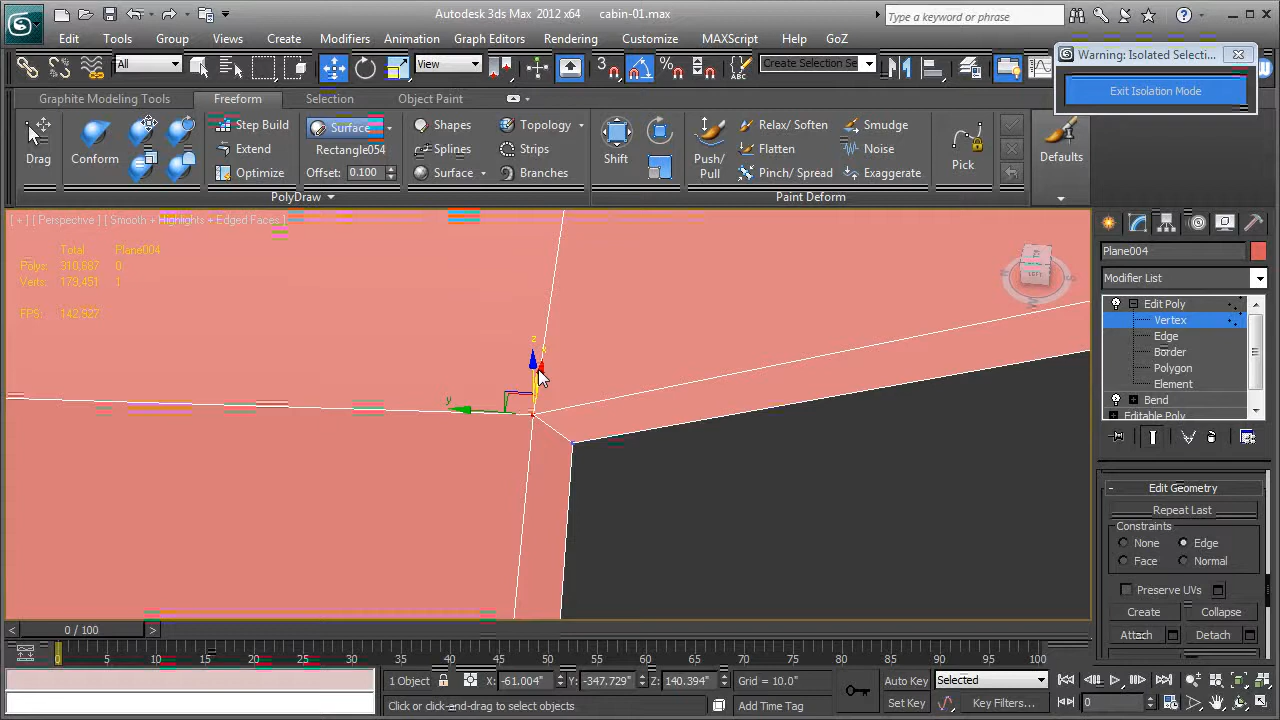 Autodesk 3ds Max 2012 x64 cabin-01.max
Type a keyword or phrase
Edit Tools Group Views Create Modifiers Animation Graph Editors Rendering Customize MAXScript Help GoZ
Warning: Isolated Selecti...
Exit Isolation Mode
All
View
3
Create Selection Se
Graphite Modeling Tools Freeform Selection Object Paint
Drag
Conform
Step Build
Extend
Optimize
Surface
Rectangle054
Offset: 0.100
Shapes
Splines
Surface
Topology
Strips
Branches
Shift
Push/
Pull
Relax/ Soften
Flatten
Pinch/ Spread
Smudge
Noise
Exaggerate
Pick
Defaults
PolyDraw
Paint Deform
[ + ] [ Perspective ] [ Smooth + Highlights + Edged Faces ]
Total Plane004
Polys: 310,687 0
Verts: 173,451 1
FPS: 142.927
z
y
LEFT
Plane004
Modifier List
Edit Poly
Vertex
Edge
Border
Polygon
Element
Bend
Editable Poly
- Edit Geometry
Repeat Last
Constraints
None Edge
Face Normal
Preserve UVs
Create Collapse
Attach Detach
< 0 / 100 >
0 5 10 15 20 25 30 35 40 45 50 55 60 65 70 75 80 85 90 95 100
1 Object X: -61.004" Y: -347.729" Z: 140.394" Grid = 10.0" Auto Key Selected
Click or click-and-drag to select objects Add Time Tag Set Key Key Filters... 0